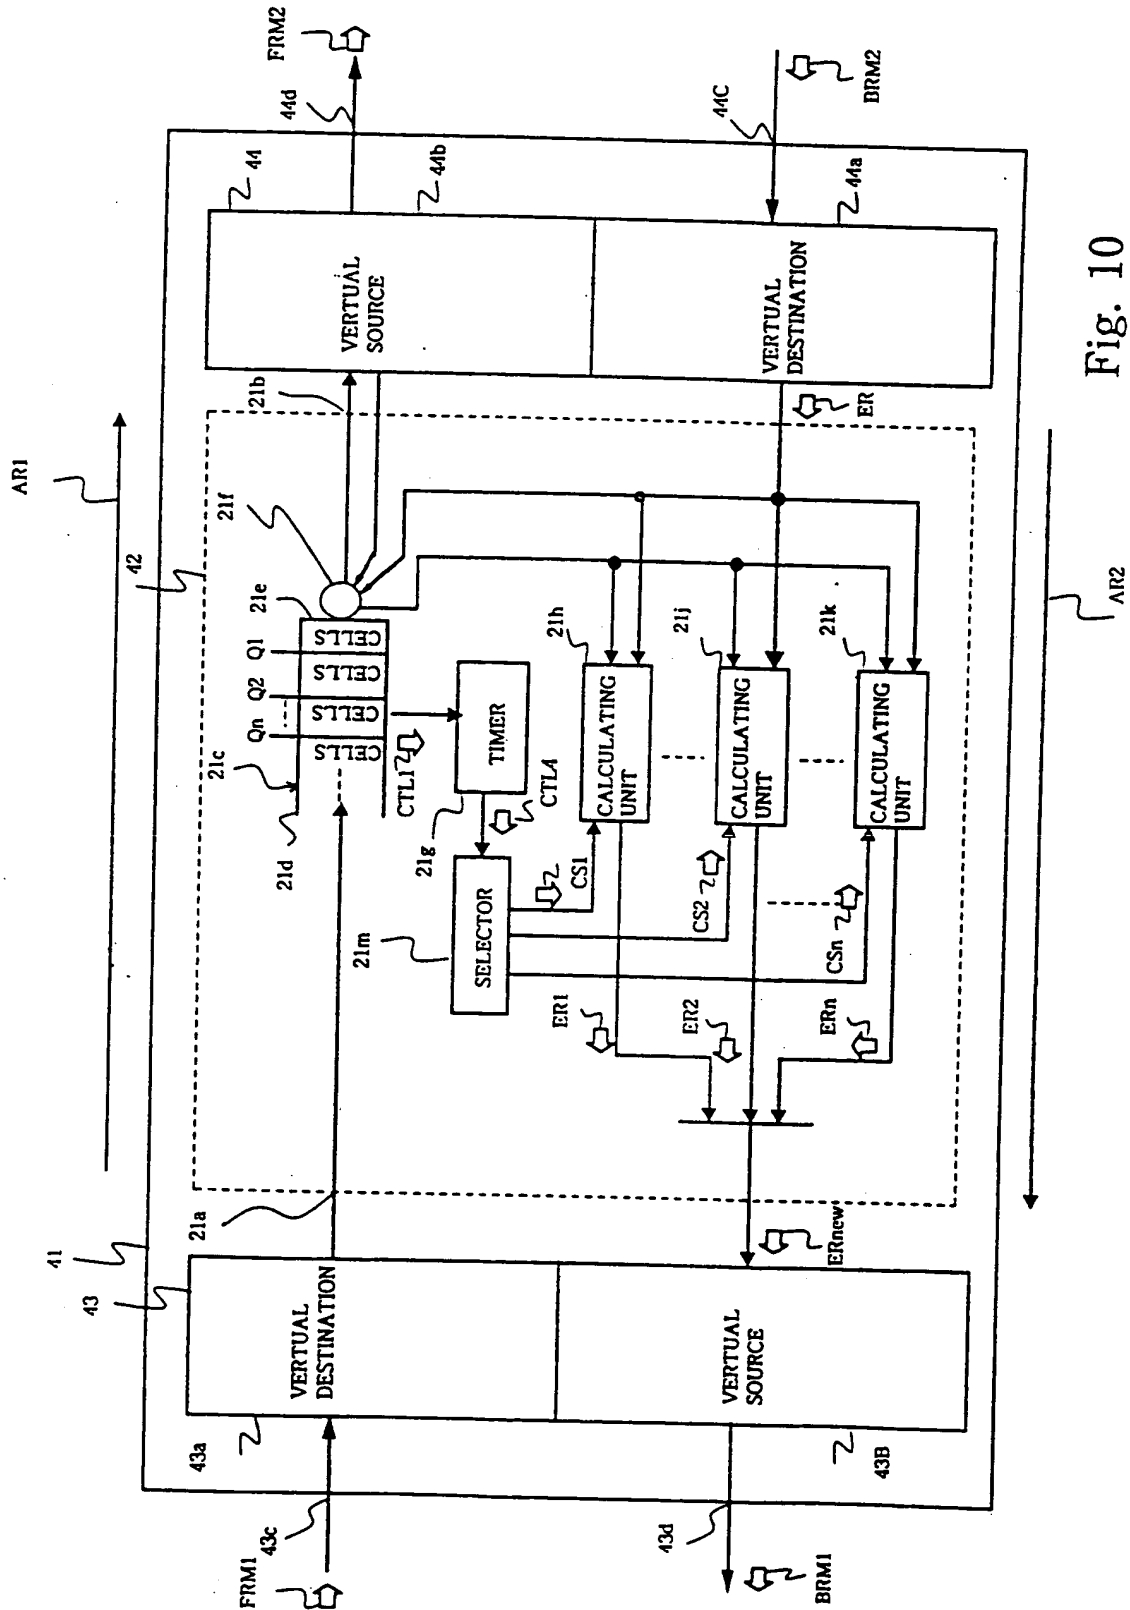 AR1
41
42
43
43a
VERTUAL
DESTINATION
43c
FRM1
VERTUAL
SOURCE
43B
43d
BRM1
21a
21d
21c
Qn
Q2
Q1
21e
21f
21b
CELLS
CELLS
CELLS
CELLS
CTL1
TIMER
21g
CTL4
21m
SELECTOR
CS1
CS2
CSn
21h
CALCULATING
UNIT
21j
CALCULATING
UNIT
21k
CALCULATING
UNIT
ER1
ER2
ERn
ERnew
ER
44
VERTUAL
SOURCE
44b
44d
FRM2
VERTUAL
DESTINATION
44a
44C
BRM2
AR2
Fig. 10